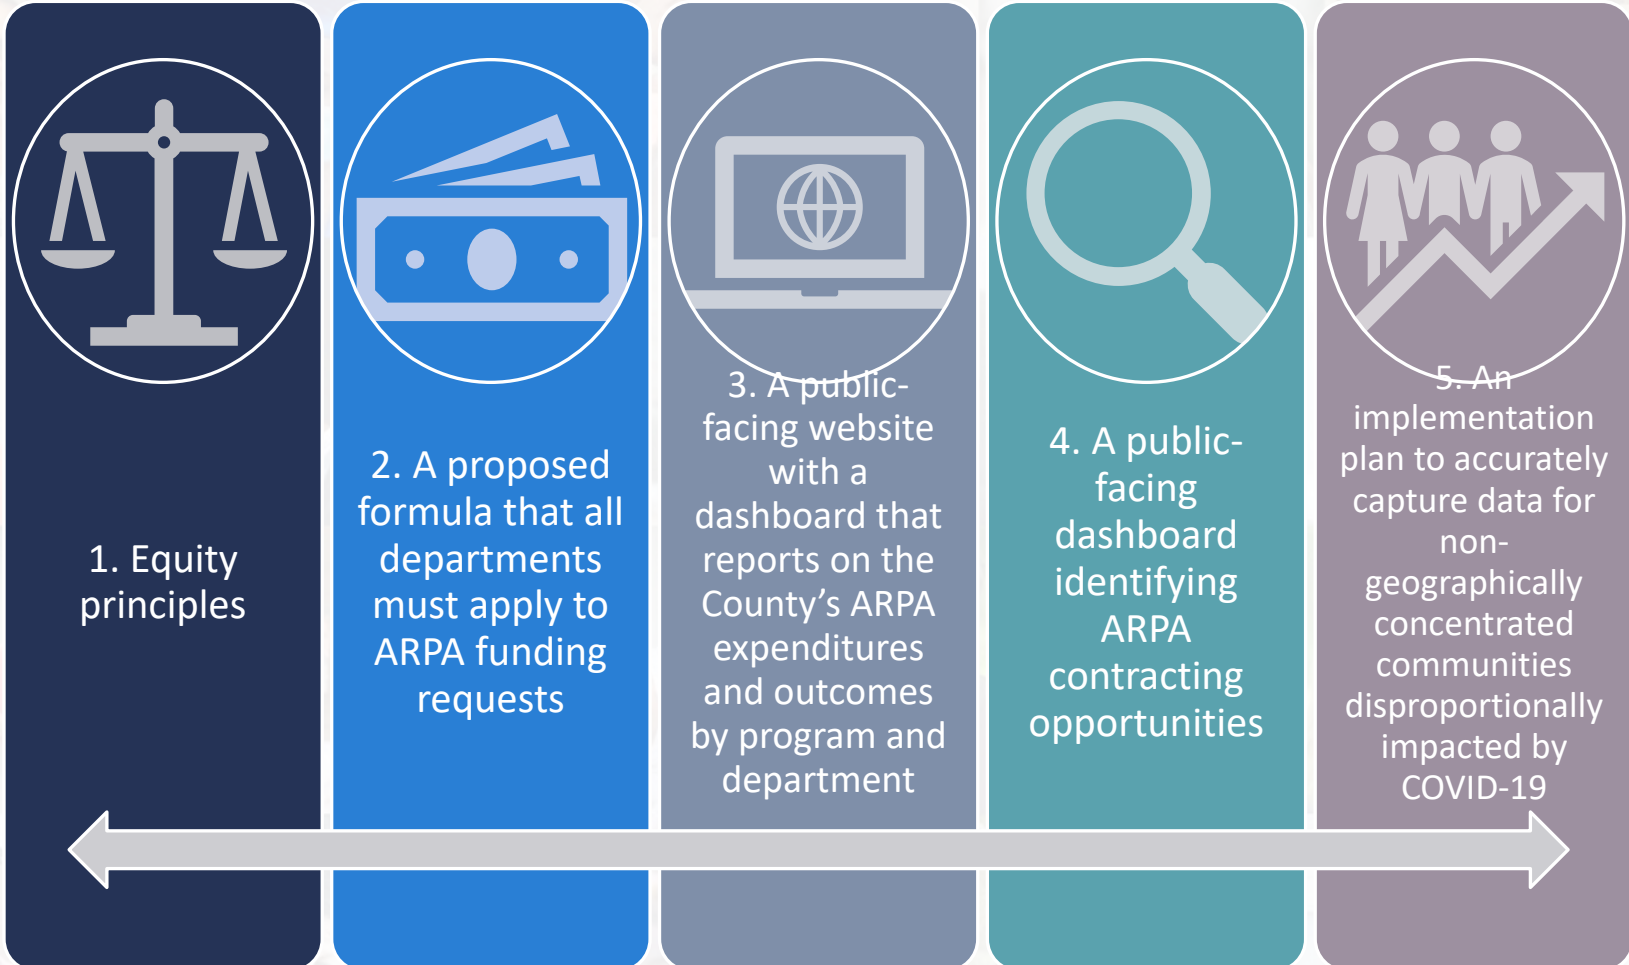 1. Equity
principles
2. A proposed
formula that all
departments
must apply to
ARPA funding
requests
3. A public-
facing website
with a
dashboard that
reports on the
County’s ARPA
expenditures
and outcomes
by program and
department
4. A public-
facing
dashboard
identifying
ARPA
contracting
opportunities
5. An
implementation
plan to accurately
capture data for
non-
geographically
concentrated
communities
disproportionally
impacted by
COVID-19